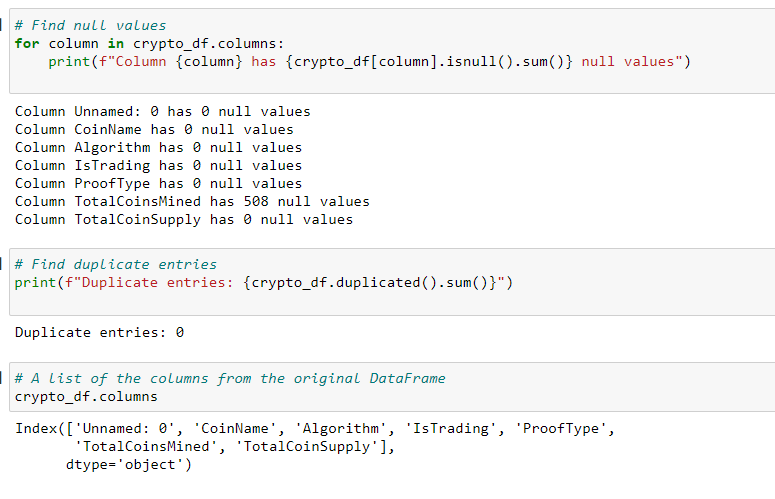 # Find null values
for column in crypto_df.columns:
    print(f"Column {column} has {crypto_df[column].isnull().sum()} null values")
Column Unnamed: 0 has 0 null values
Column CoinName has 0 null values
Column Algorithm has 0 null values
Column IsTrading has 0 null values
Column ProofType has 0 null values
Column TotalCoinsMined has 508 null values
Column TotalCoinSupply has 0 null values
# Find duplicate entries
print(f"Duplicate entries: {crypto_df.duplicated().sum()}")
Duplicate entries: 0
# A list of the columns from the original DataFrame
crypto_df.columns
Index(['Unnamed: 0', 'CoinName', 'Algorithm', 'IsTrading', 'ProofType',
       'TotalCoinsMined', 'TotalCoinSupply'],
      dtype='object')